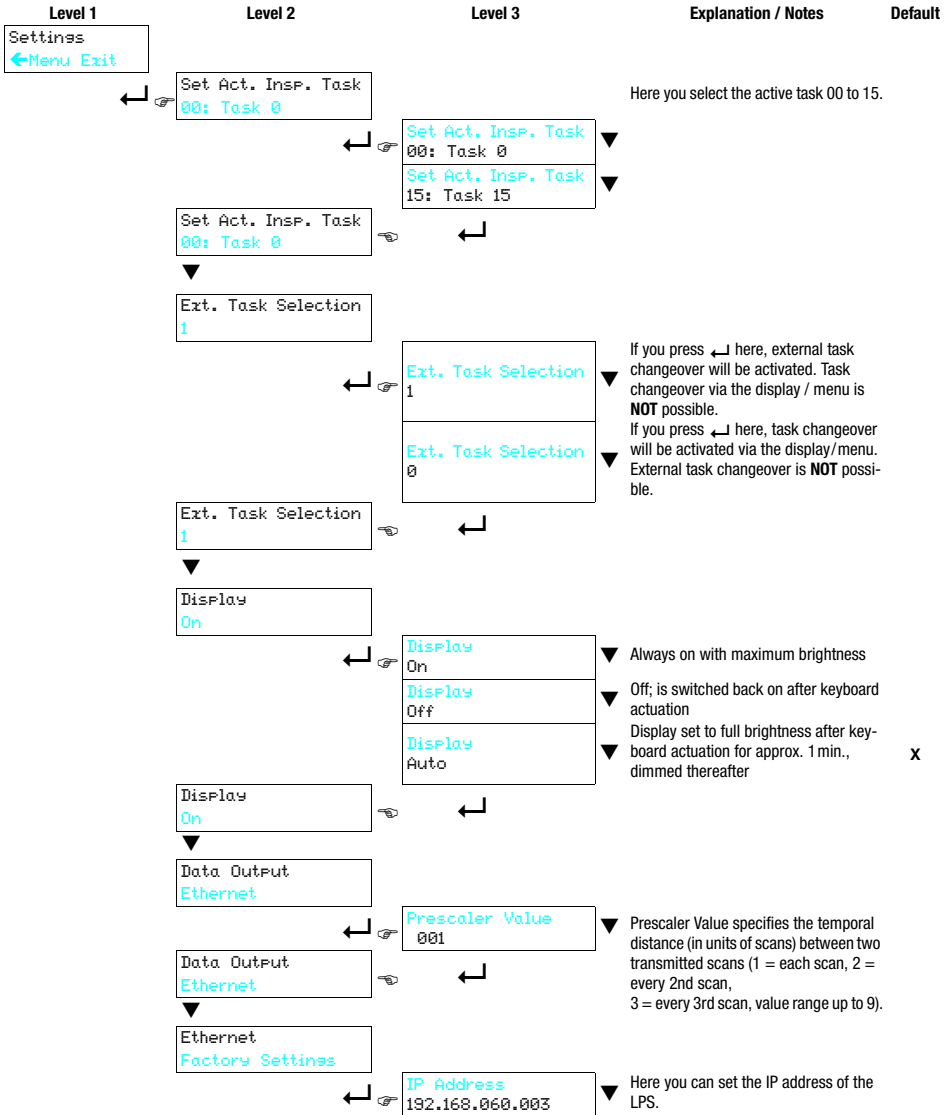 Level 1 Level 2 Level 3 Explanation / Notes Default
Settings
←Menu Exit
Set Act. Insp. Task
00: Task 0
Here you select the active task 00 to 15.
Set Act. Insp. Task
00: Task 0
Set Act. Insp. Task
15: Task 15
Set Act. Insp. Task
00: Task 0
Ext. Task Selection
1
Ext. Task Selection
1
If you press ↵ here, external task
changeover will be activated. Task
changeover via the display / menu is
NOT possible.
Ext. Task Selection
0
If you press ↵ here, task changeover
will be activated via the display/menu.
External task changeover is NOT possi-
ble.
Ext. Task Selection
1
Display
On
Display
On
Always on with maximum brightness
Display
Off
Off; is switched back on after keyboard
actuation
Display
Auto
Display set to full brightness after key-
board actuation for approx. 1 min.,
dimmed thereafter
X
Display
On
Data Output
Ethernet
Prescaler Value
001
Prescaler Value specifies the temporal
distance (in units of scans) between two
transmitted scans (1 = each scan, 2 =
every 2nd scan,
3 = every 3rd scan, value range up to 9).
Data Output
Ethernet
Ethernet
Factory Settings
IP Address
192.168.060.003
Here you can set the IP address of the
LPS.